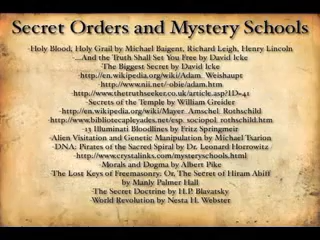 Secret Orders and Mystery Schools
·Holy Blood, Holy Grail by Michael Baigent, Richard Leigh, Henry Lincoln
·...And the Truth Shall Set You Free by David Icke
·The Biggest Secret by David Icke
·http://en.wikipedia.org/wiki/Adam_Weishaupt
·http://www.nii.net/~obie/adam.htm
·http://www.thetruthseeker.co.uk/article.asp?ID=41
·Secrets of the Temple by William Greider
·http://en.wikipedia.org/wiki/Mayer_Amschel_Rothschild
·http://www.bibliotecapleyades.net/esp_sociopol_rothschild.htm
·13 Illuminati Bloodlines by Fritz Springmeir
·Alien Visitation and Genetic Manipulation by Michael Tsarion
·DNA: Pirates of the Sacred Spiral by Dr. Leonard Horrowitz
·http://www.crystalinks.com/mysteryschools.html
·Morals and Dogma by Albert Pike
·The Lost Keys of Freemasonry: Or, The Secret of Hiram Abiff
by Manly Palmer Hall
·The Secret Doctrine by H.P. Blavatsky
·World Revolution by Nesta H. Webster